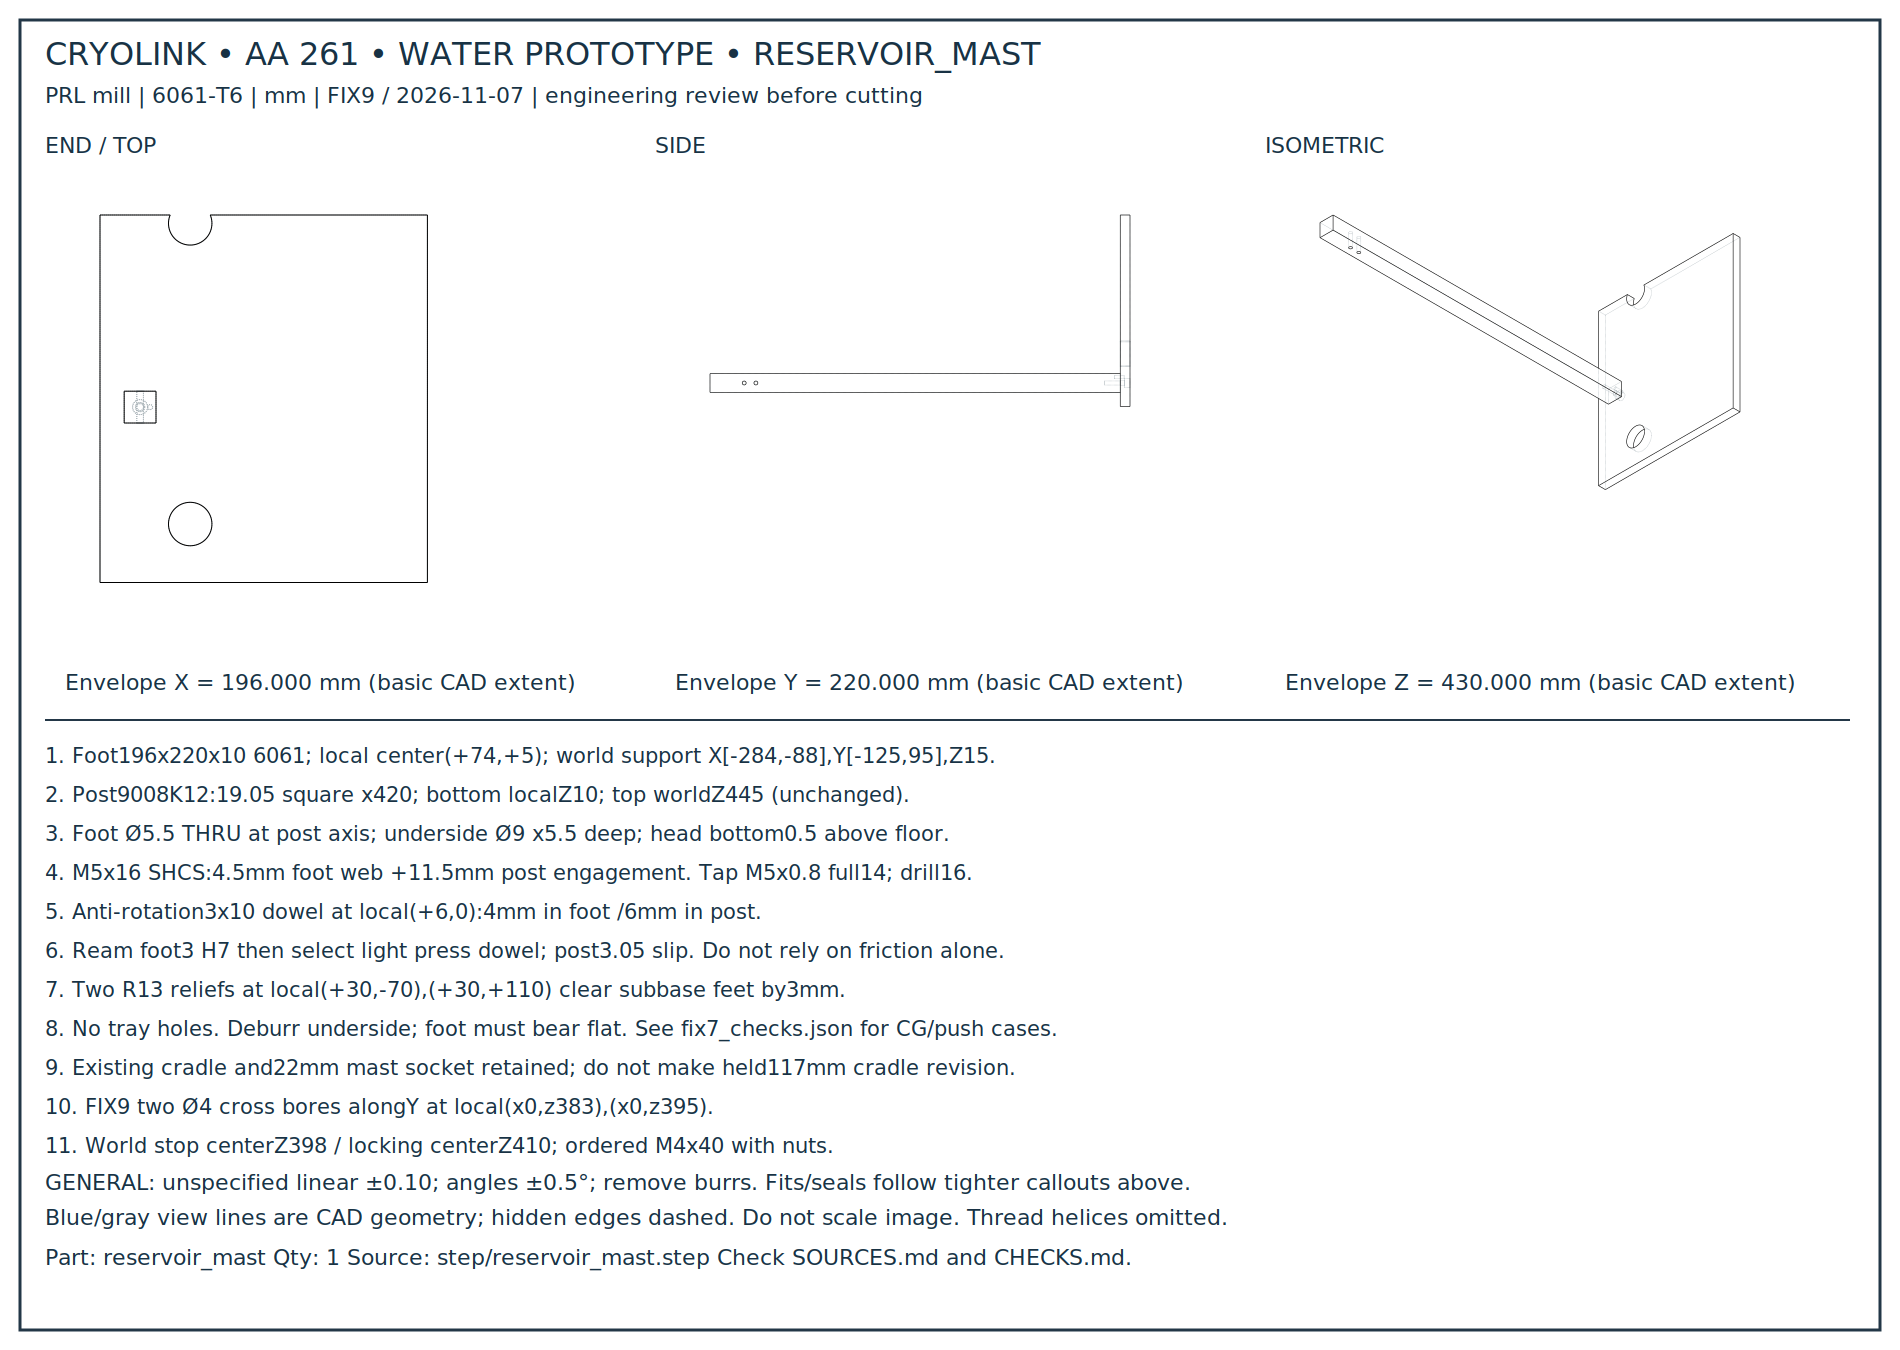 CRYOLINK • AA 261 • WATER PROTOTYPE • RESERVOIR_MAST
PRL mill | 6061-T6 | mm | FIX9 / 2026-11-07 | engineering review before cutting
END / TOP
SIDE
ISOMETRIC
Envelope X = 196.000 mm (basic CAD extent)
Envelope Y = 220.000 mm (basic CAD extent)
Envelope Z = 430.000 mm (basic CAD extent)
1. Foot196x220x10 6061; local center(+74,+5); world support X[-284,-88],Y[-125,95],Z15.
2. Post9008K12:19.05 square x420; bottom localZ10; top worldZ445 (unchanged).
3. Foot Ø5.5 THRU at post axis; underside Ø9 x5.5 deep; head bottom0.5 above floor.
4. M5x16 SHCS:4.5mm foot web +11.5mm post engagement. Tap M5x0.8 full14; drill16.
5. Anti-rotation3x10 dowel at local(+6,0):4mm in foot /6mm in post.
6. Ream foot3 H7 then select light press dowel; post3.05 slip. Do not rely on friction alone.
7. Two R13 reliefs at local(+30,-70),(+30,+110) clear subbase feet by3mm.
8. No tray holes. Deburr underside; foot must bear flat. See fix7_checks.json for CG/push cases.
9. Existing cradle and22mm mast socket retained; do not make held117mm cradle revision.
10. FIX9 two Ø4 cross bores alongY at local(x0,z383),(x0,z395).
11. World stop centerZ398 / locking centerZ410; ordered M4x40 with nuts.
GENERAL: unspecified linear ±0.10; angles ±0.5°; remove burrs. Fits/seals follow tighter callouts above.
Blue/gray view lines are CAD geometry; hidden edges dashed. Do not scale image. Thread helices omitted.
Part: reservoir_mast Qty: 1 Source: step/reservoir_mast.step Check SOURCES.md and CHECKS.md.